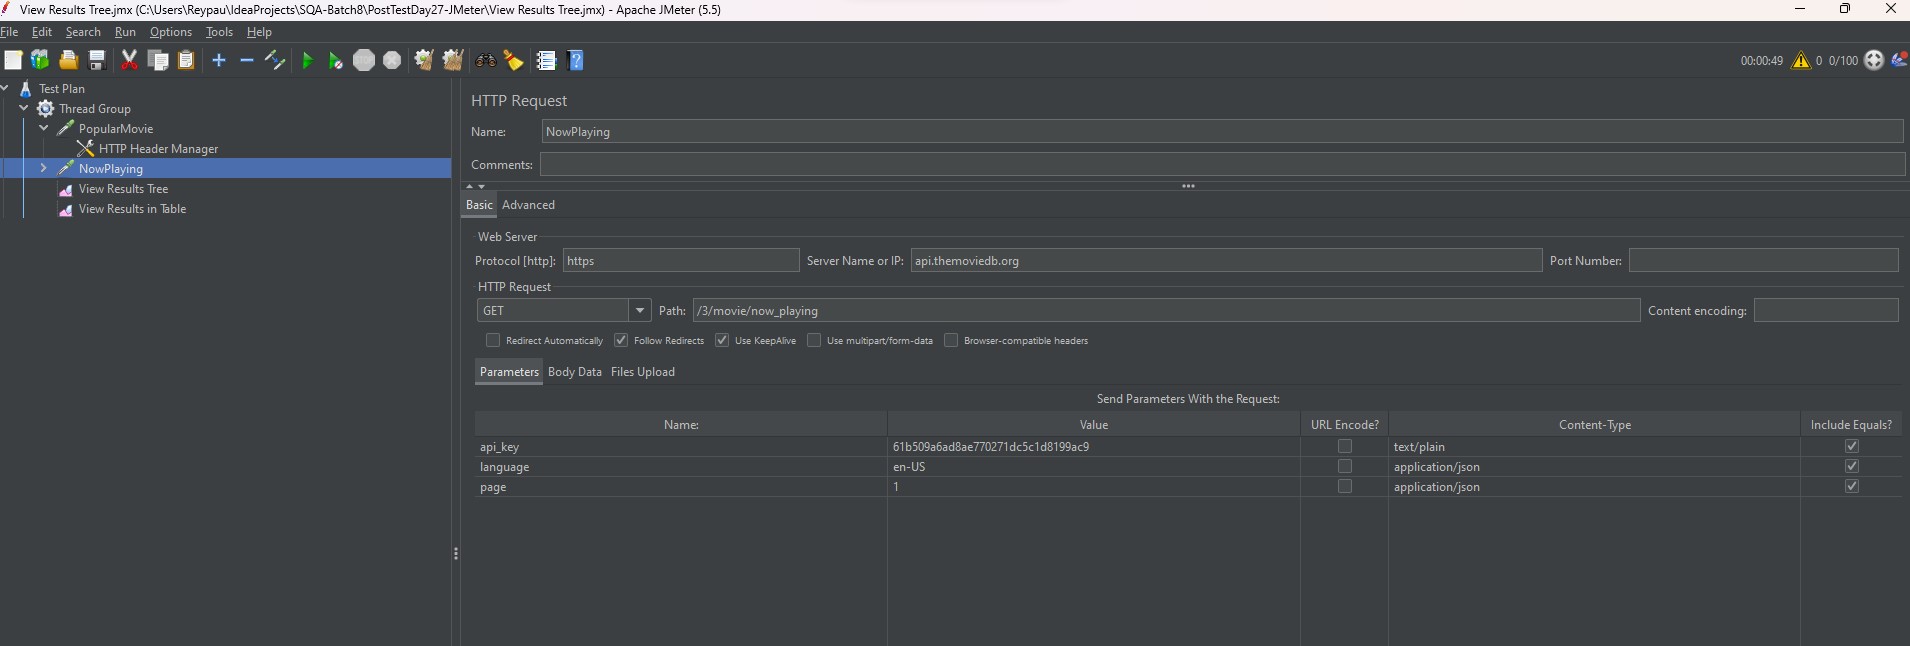 View Results Tree.jmx (C:\Users\Reypau\IdeaProjects\SQA-Batch8\PostTestDay27-JMeter\View Results Tree.jmx) - Apache JMeter (5.5)
File Edit Search Run Options Tools Help
00:00:49 0 0/100
Test Plan
Thread Group
PopularMovie
HTTP Header Manager
NowPlaying
View Results Tree
View Results in Table
HTTP Request
Name: NowPlaying
Comments:
Basic Advanced
Web Server
Protocol [http]: https Server Name or IP: api.themoviedb.org Port Number:
HTTP Request
GET Path: /3/movie/now_playing Content encoding:
Redirect Automatically Follow Redirects Use KeepAlive Use multipart/form-data Browser-compatible headers
Parameters Body Data Files Upload
Send Parameters With the Request:
Name: Value URL Encode? Content-Type Include Equals?
api_key 61b509a6ad8ae770271dc5c1d8199ac9 text/plain
language en-US application/json
page 1 application/json